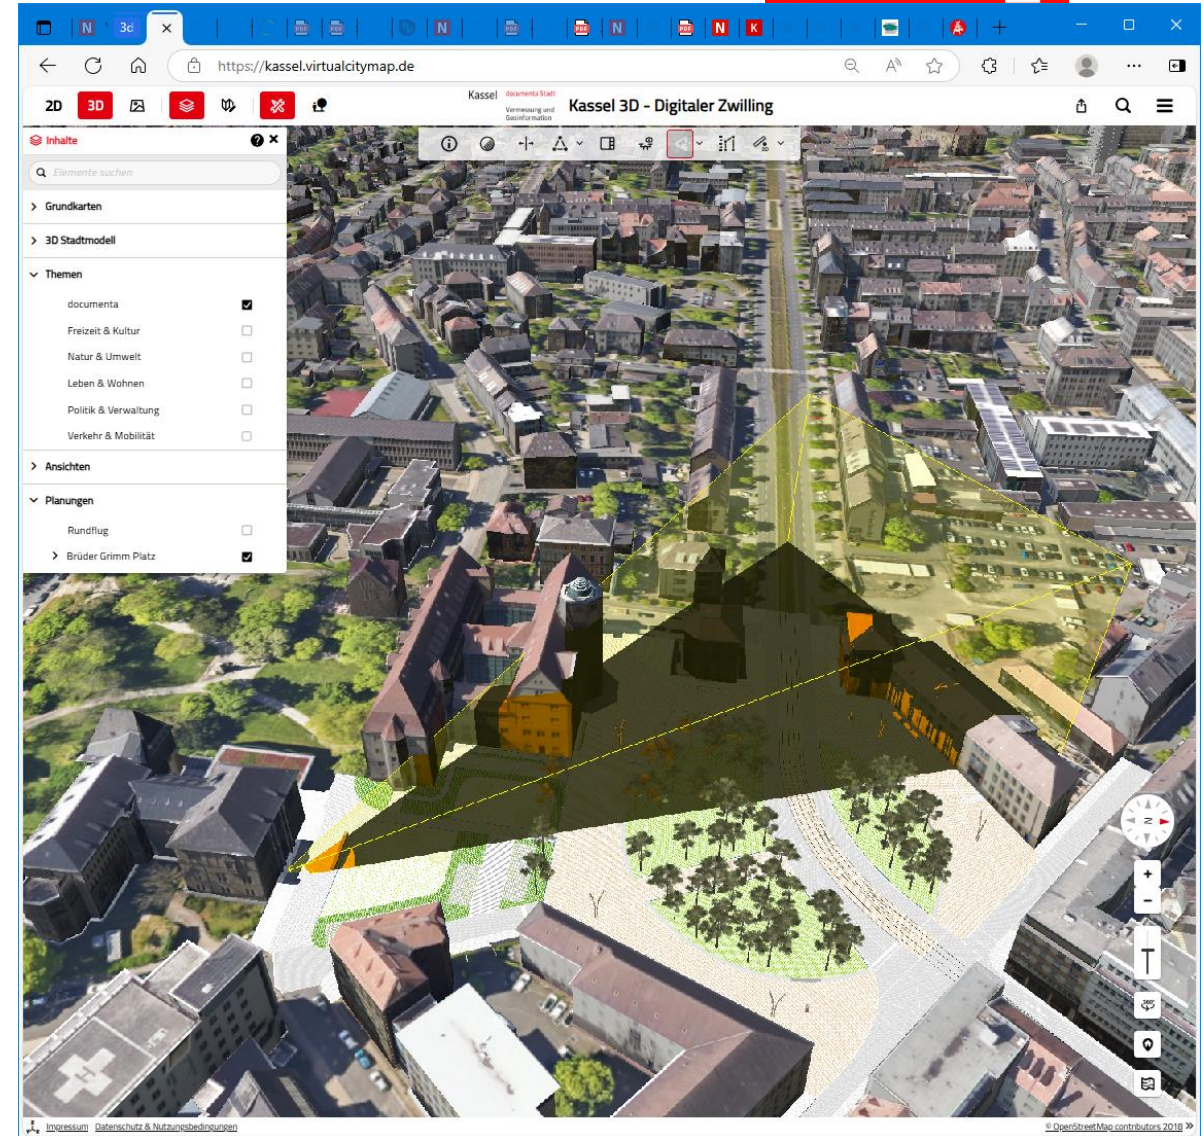 3d
https://kassel.virtualcitymap.de
2D
3D
Kassel documenta Stadt
Vermessung und
Geoinformation
Kassel 3D - Digitaler Zwilling
Inhalte
Elemente suchen
Grundkarten
3D Stadtmodell
Themen
documenta
Freizeit & Kultur
Natur & Umwelt
Leben & Wohnen
Politik & Verwaltung
Verkehr & Mobilität
Ansichten
Planungen
Rundflug
Brüder Grimm Platz
Impressum Datenschutz & Nutzungsbedingungen
© OpenStreetMap contributors 2018